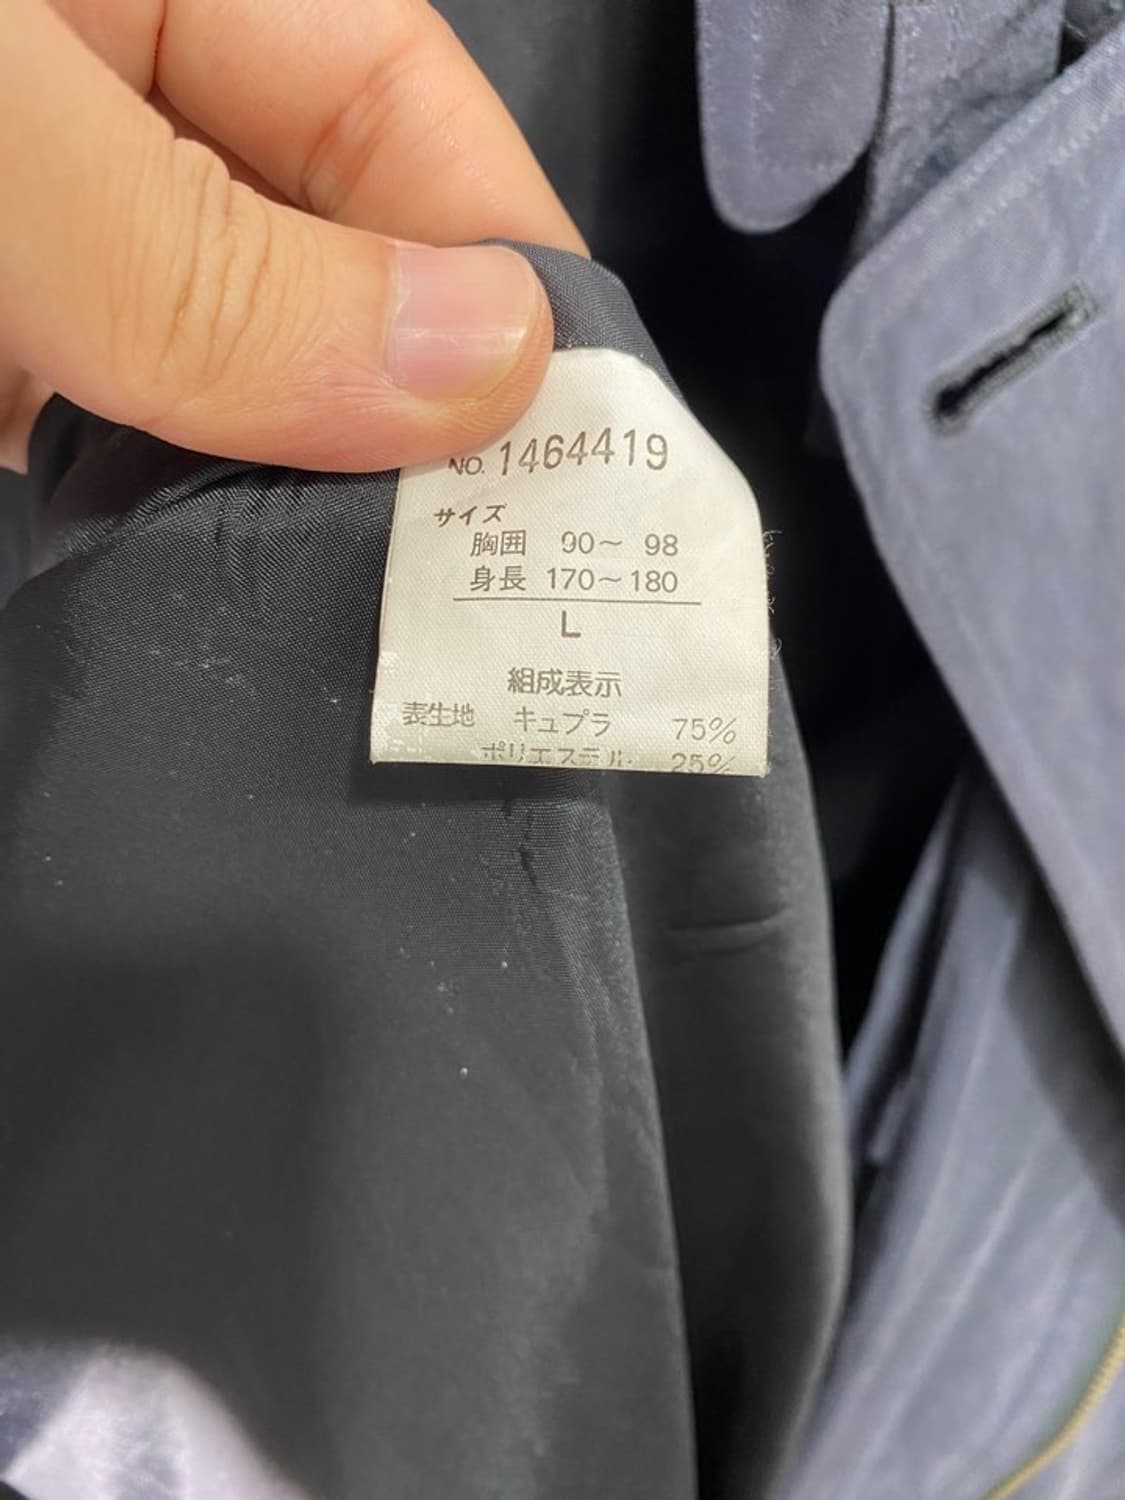 NO. 1464419
サイズ
胸囲 90～ 98
身長 170～180
L
組成表示
表生地 キュプラ 75%
ポリエステル 25%